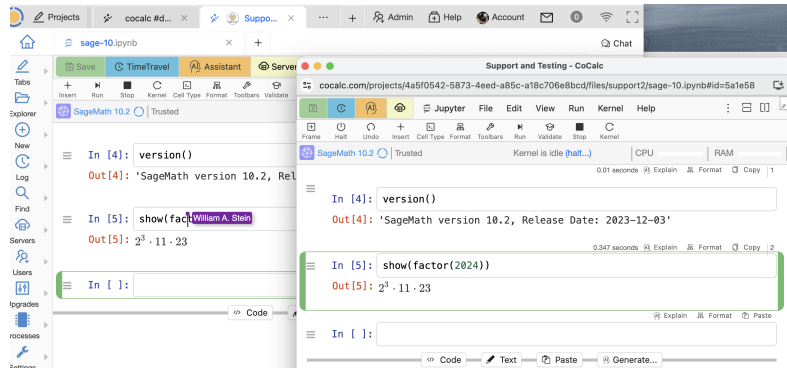 Projects cocalc #d... × Suppo... × ... + Admin Help Account 0
sage-10.ipynb × + Chat
Tabs
Explorer
New
Log
Find
Servers
Users
Upgrades
Processes
Settings
Save TimeTravel Assistant Server
Insert Run Stop Kernel Cell Type Format Toolbars Validate
SageMath 10.2 Trusted
In [4]: version()
Out[4]: 'SageMath version 10.2, Rel
In [5]: show(fact William A. Stein
Out[5]: 2³ · 11 · 23
In [ ]:
Code
Support and Testing - CoCalc
cocalc.com/projects/4a5f0542-5873-4eed-a85c-a18c706e8bcd/files/support2/sage-10.ipynb#id=5a1e58
Jupyter File Edit View Run Kernel Help
Frame Halt Undo Insert Cell Type Format Toolbars Run Validate Stop Kernel
SageMath 10.2 Trusted Kernel is idle (halt...) CPU RAM
0.01 seconds Explain Format Copy 1
In [4]: version()
Out[4]: 'SageMath version 10.2, Release Date: 2023-12-03'
0.347 seconds Explain Format Copy 2
In [5]: show(factor(2024))
Out[5]: 2³ · 11 · 23
Explain Format Paste
In [ ]:
Code Text Paste Generate...